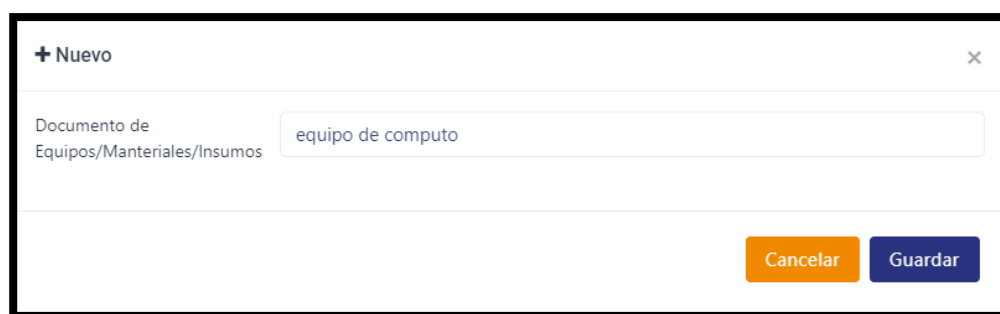 + Nuevo
×
Documento de
Equipos/Manteriales/Insumos
equipo de computo
Cancelar
Guardar